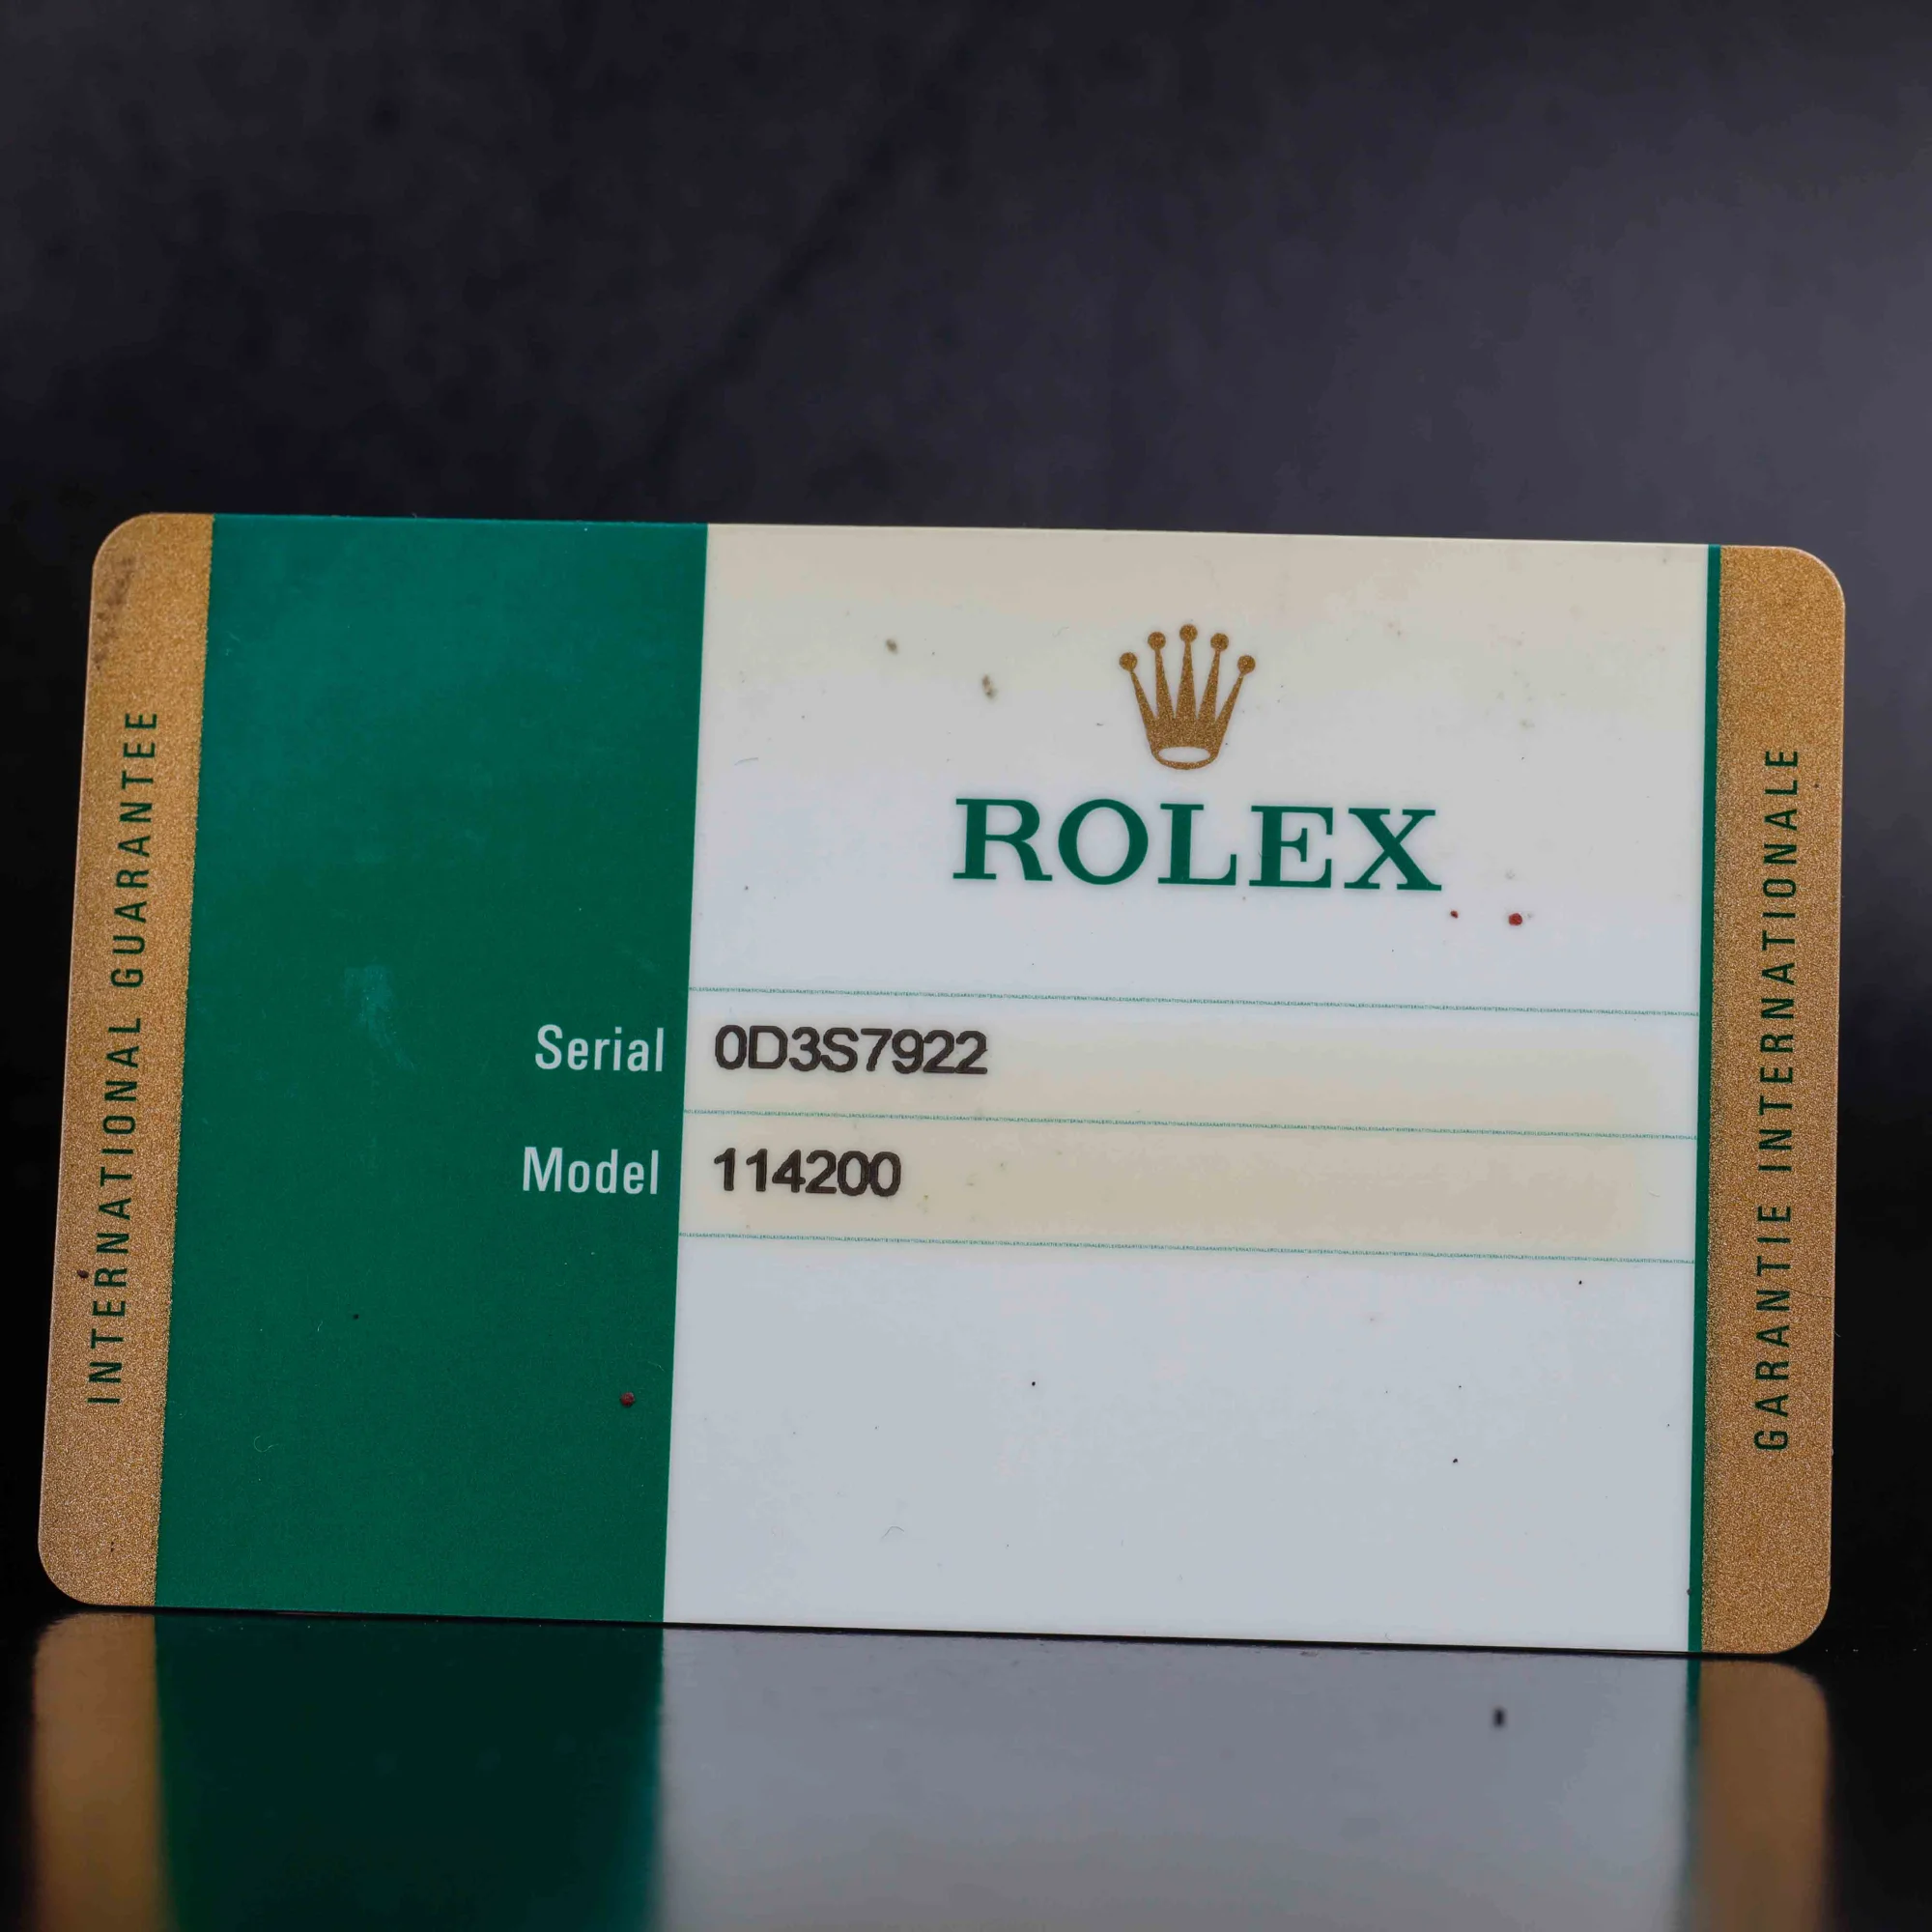 INTERNATIONAL GUARANTEE
ROLEX
Serial 0D3S7922
Model 114200
GARANTIE INTERNATIONALE